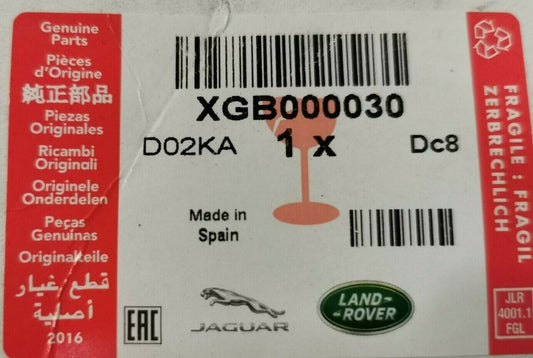 Genuine
Parts
Pièces
d'Origine
純正部品
Piezas
Originales
Ricambi
Originali
Originele
Onderdelen
Peças
Genuínas
Originalteile
قطع غيار
أصلية
2016
XGB000030
D02KA
1 x
Dc8
Made in
Spain
EAC
JAGUAR
LAND-
-ROVER
FRAGILE : FRAGIL
ZERBRECHLICH
JLR
4001.1
FGL